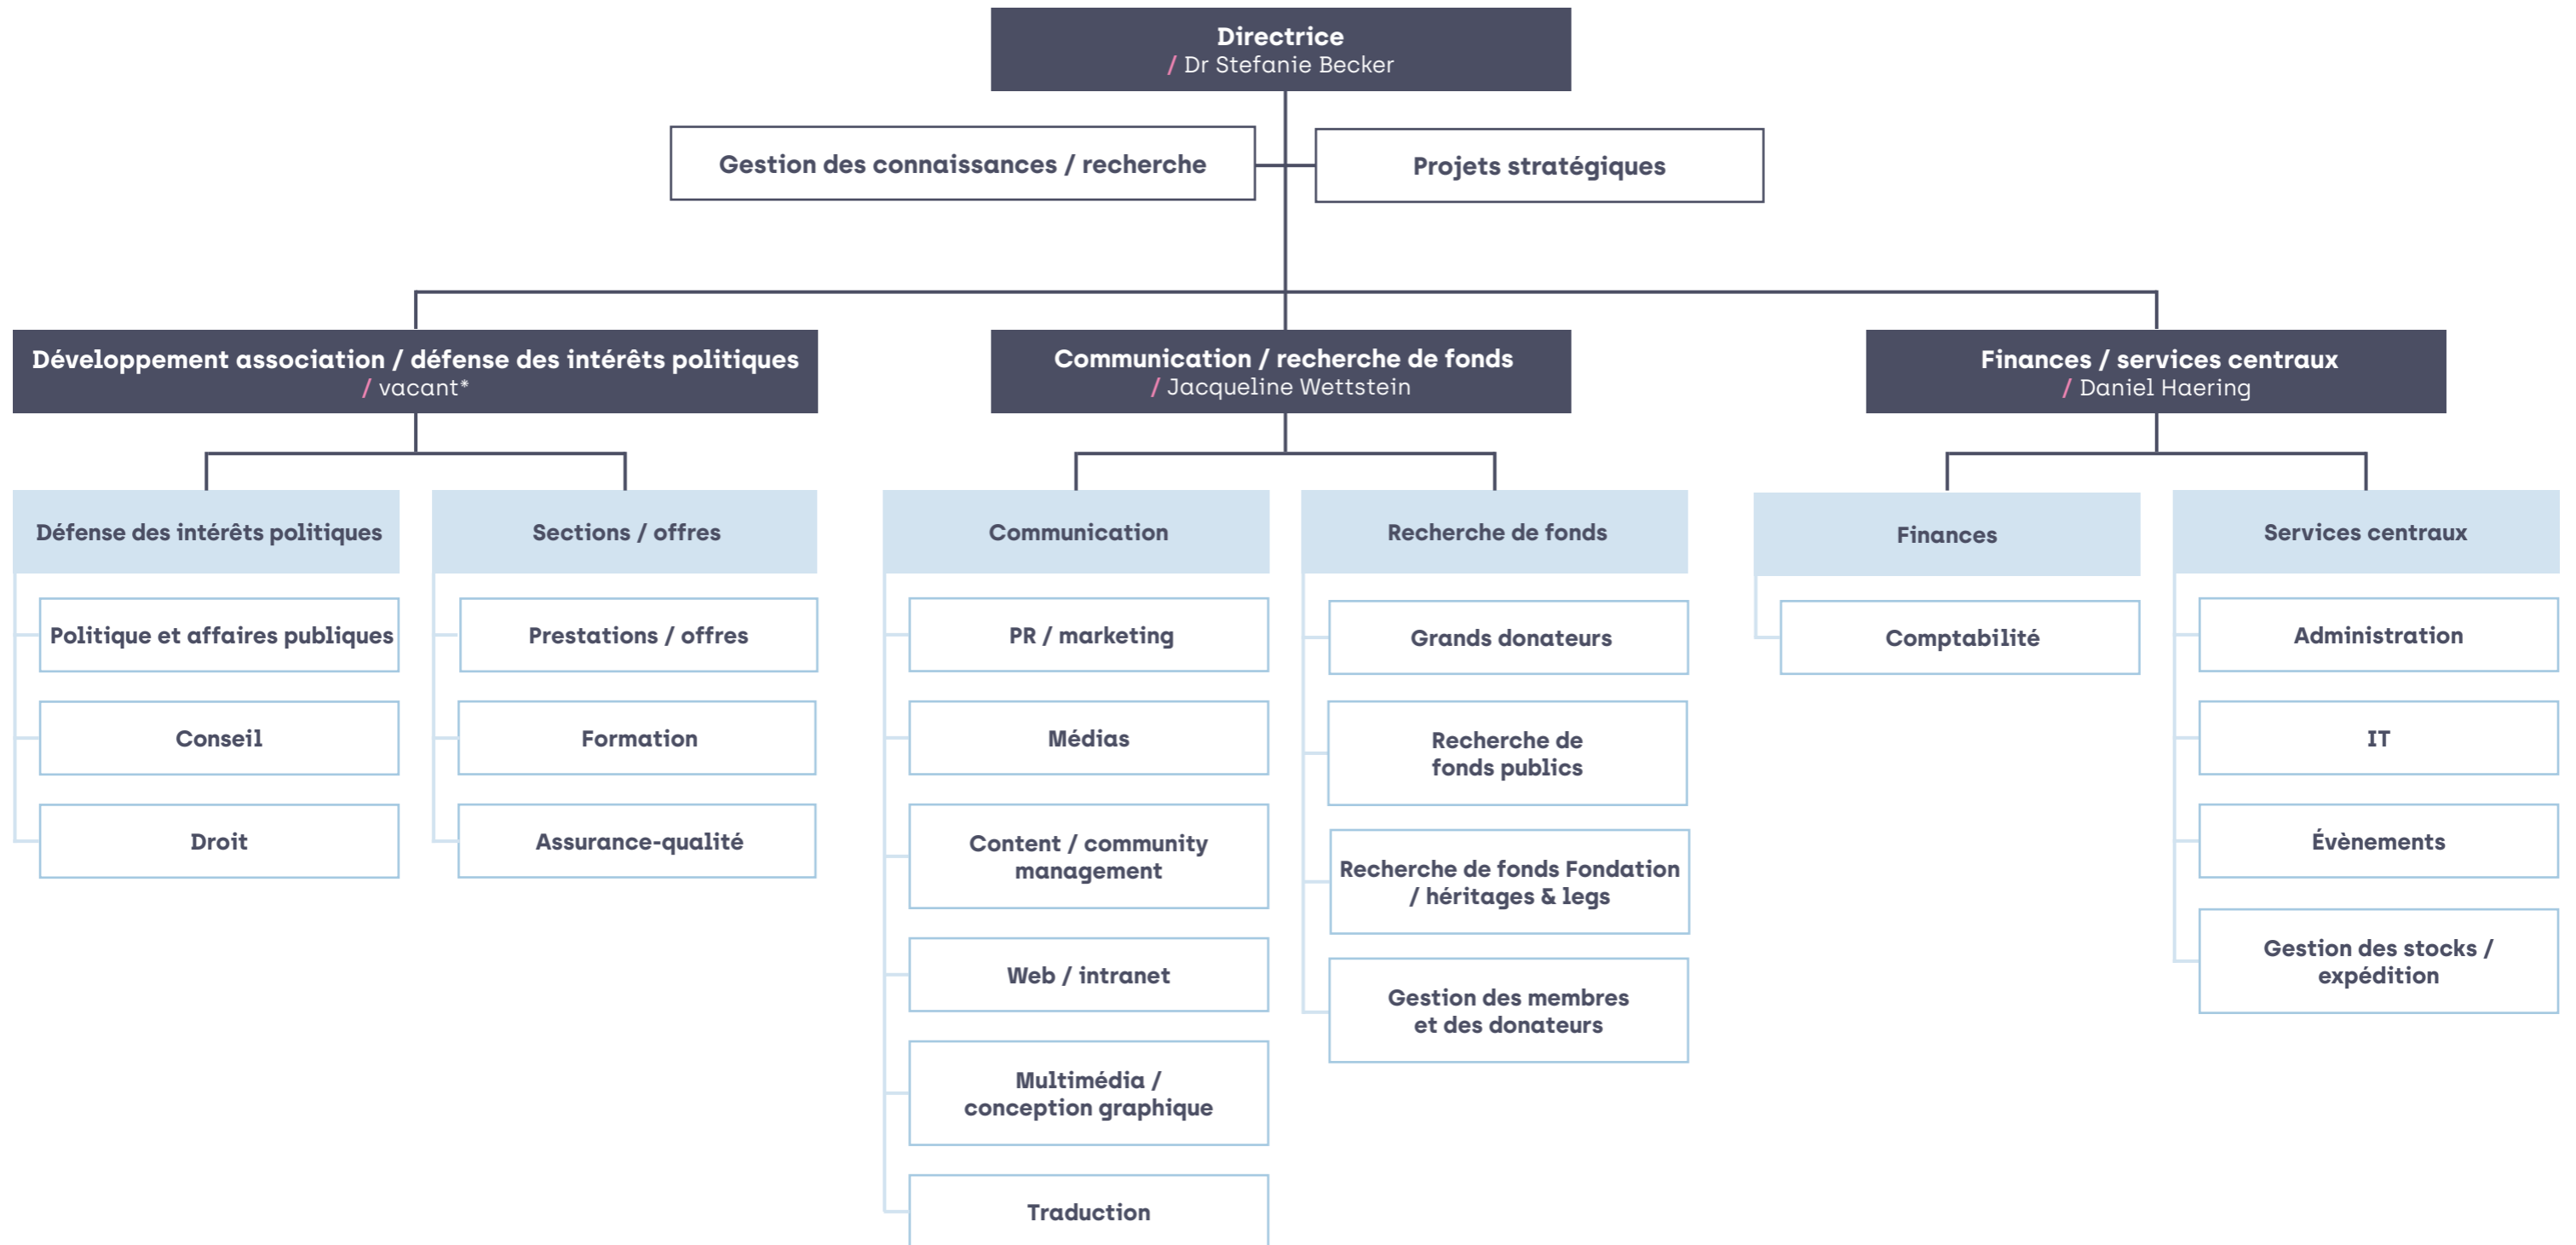 Directrice
/ Dr Stefanie Becker
Gestion des connaissances / recherche
Projets stratégiques
Développement association / défense des intérêts politiques
/ vacant*
Communication / recherche de fonds
/ Jacqueline Wettstein
Finances / services centraux
/ Daniel Haering
Défense des intérêts politiques
Politique et affaires publiques
Conseil
Droit
Sections / offres
Prestations / offres
Formation
Assurance-qualité
Communication
PR / marketing
Médias
Content / community
management
Web / intranet
Multimédia /
conception graphique
Traduction
Recherche de fonds
Grands donateurs
Recherche de
fonds publics
Recherche de fonds Fondation
/ héritages & legs
Gestion des membres
et des donateurs
Finances
Comptabilité
Services centraux
Administration
IT
Évènements
Gestion des stocks /
expédition